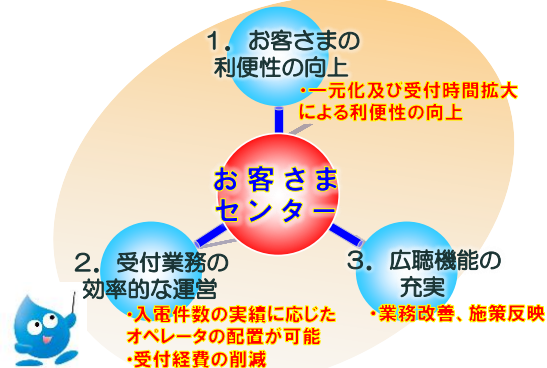 1．お客さまの
利便性の向上
・一元化及び受付時間拡大
による利便性の向上
お客さま
センター
2．受付業務の
効率的な運営
・入電件数の実績に応じた
オペレータの配置が可能
・受付経費の削減
3．広聴機能の
充実
・業務改善、施策反映